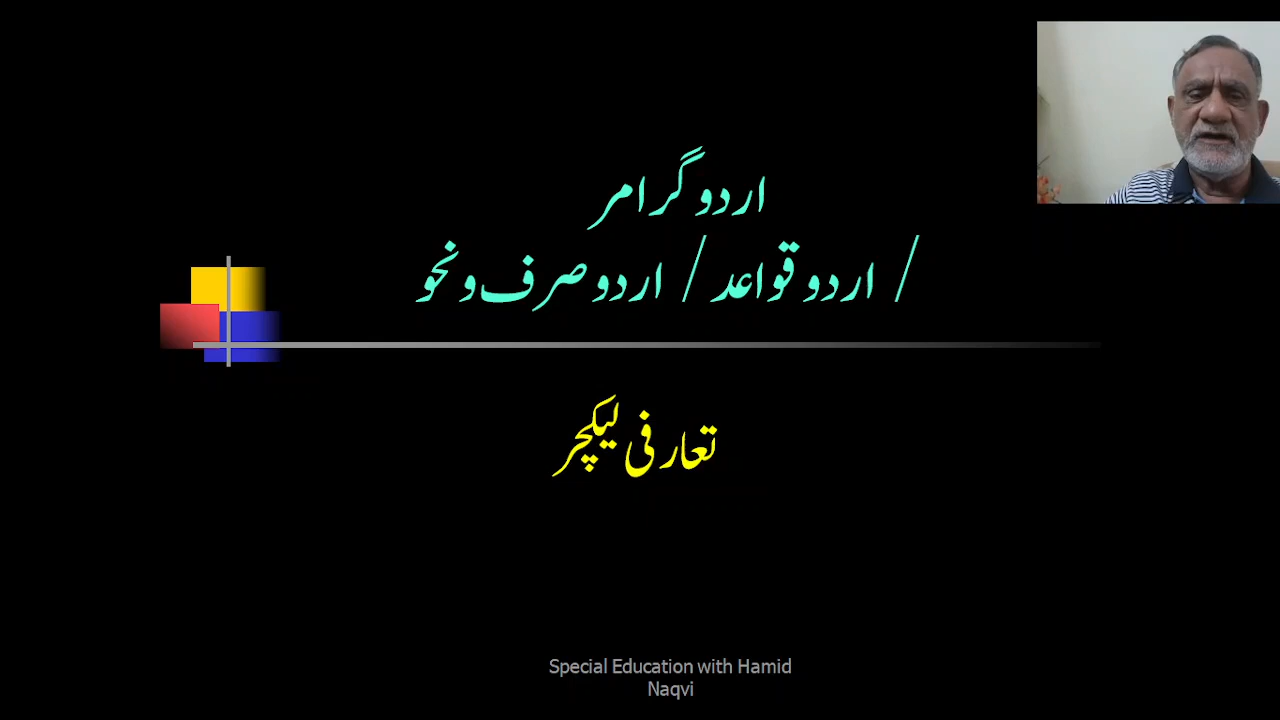 اردو گرامر
/ اردو قواعد / اردو صرف و نحو
تعارفی لیکچر
Special Education with Hamid
Naqvi